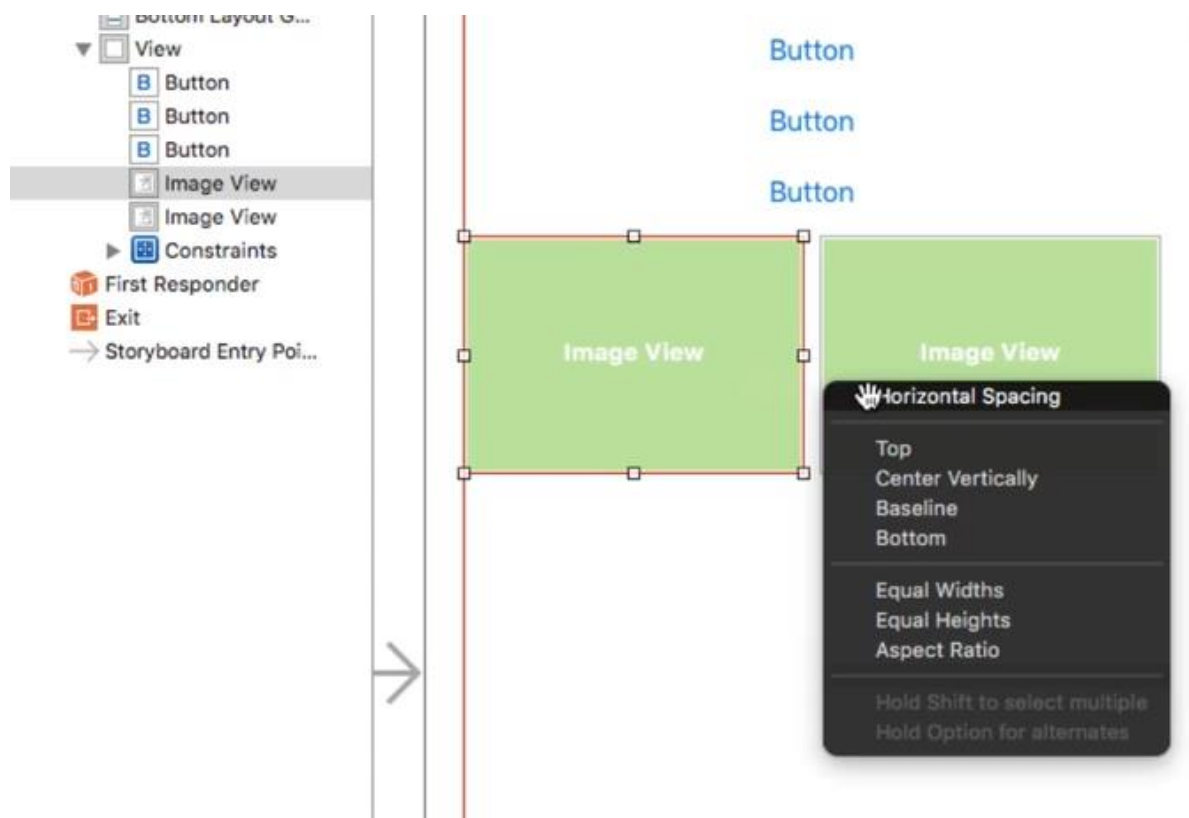 Bottom Layout G...
View
B Button
B Button
B Button
Image View
Image View
Constraints
First Responder
Exit
Storyboard Entry Poi...
Button
Button
Button
Image View
Image View
Horizontal Spacing
Top
Center Vertically
Baseline
Bottom
Equal Widths
Equal Heights
Aspect Ratio
Hold Shift to select multiple
Hold Option for alternates